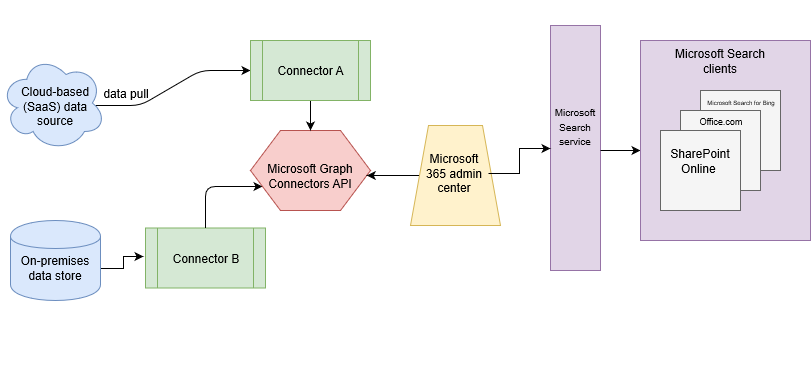 Cloud-based
(SaaS) data
source
data pull
Connector A
Microsoft Graph
Connectors API
On-premises
data store
Connector B
Microsoft
365 admin
center
Microsoft
Search
service
Microsoft Search
clients
Microsoft Search for Bing
Office.com
SharePoint
Online